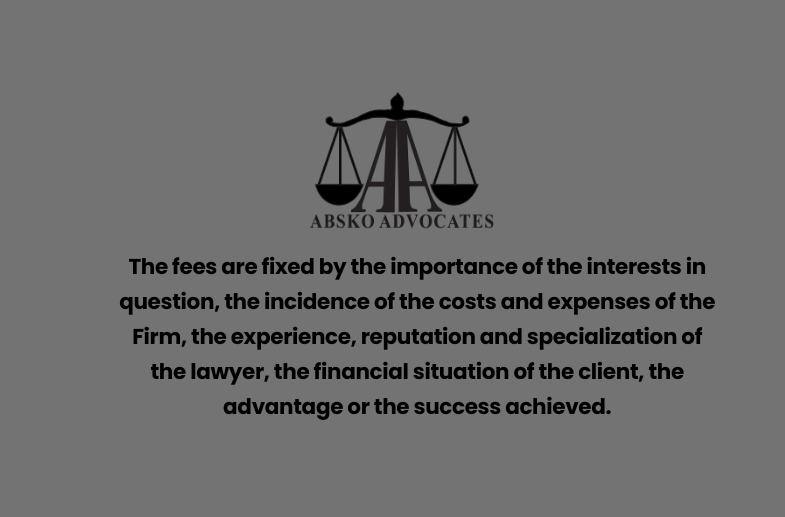 ABSKO ADVOCATES
The fees are fixed by the importance of the interests in
question, the incidence of the costs and expenses of the
Firm, the experience, reputation and specialization of
the lawyer, the financial situation of the client, the
advantage or the success achieved.